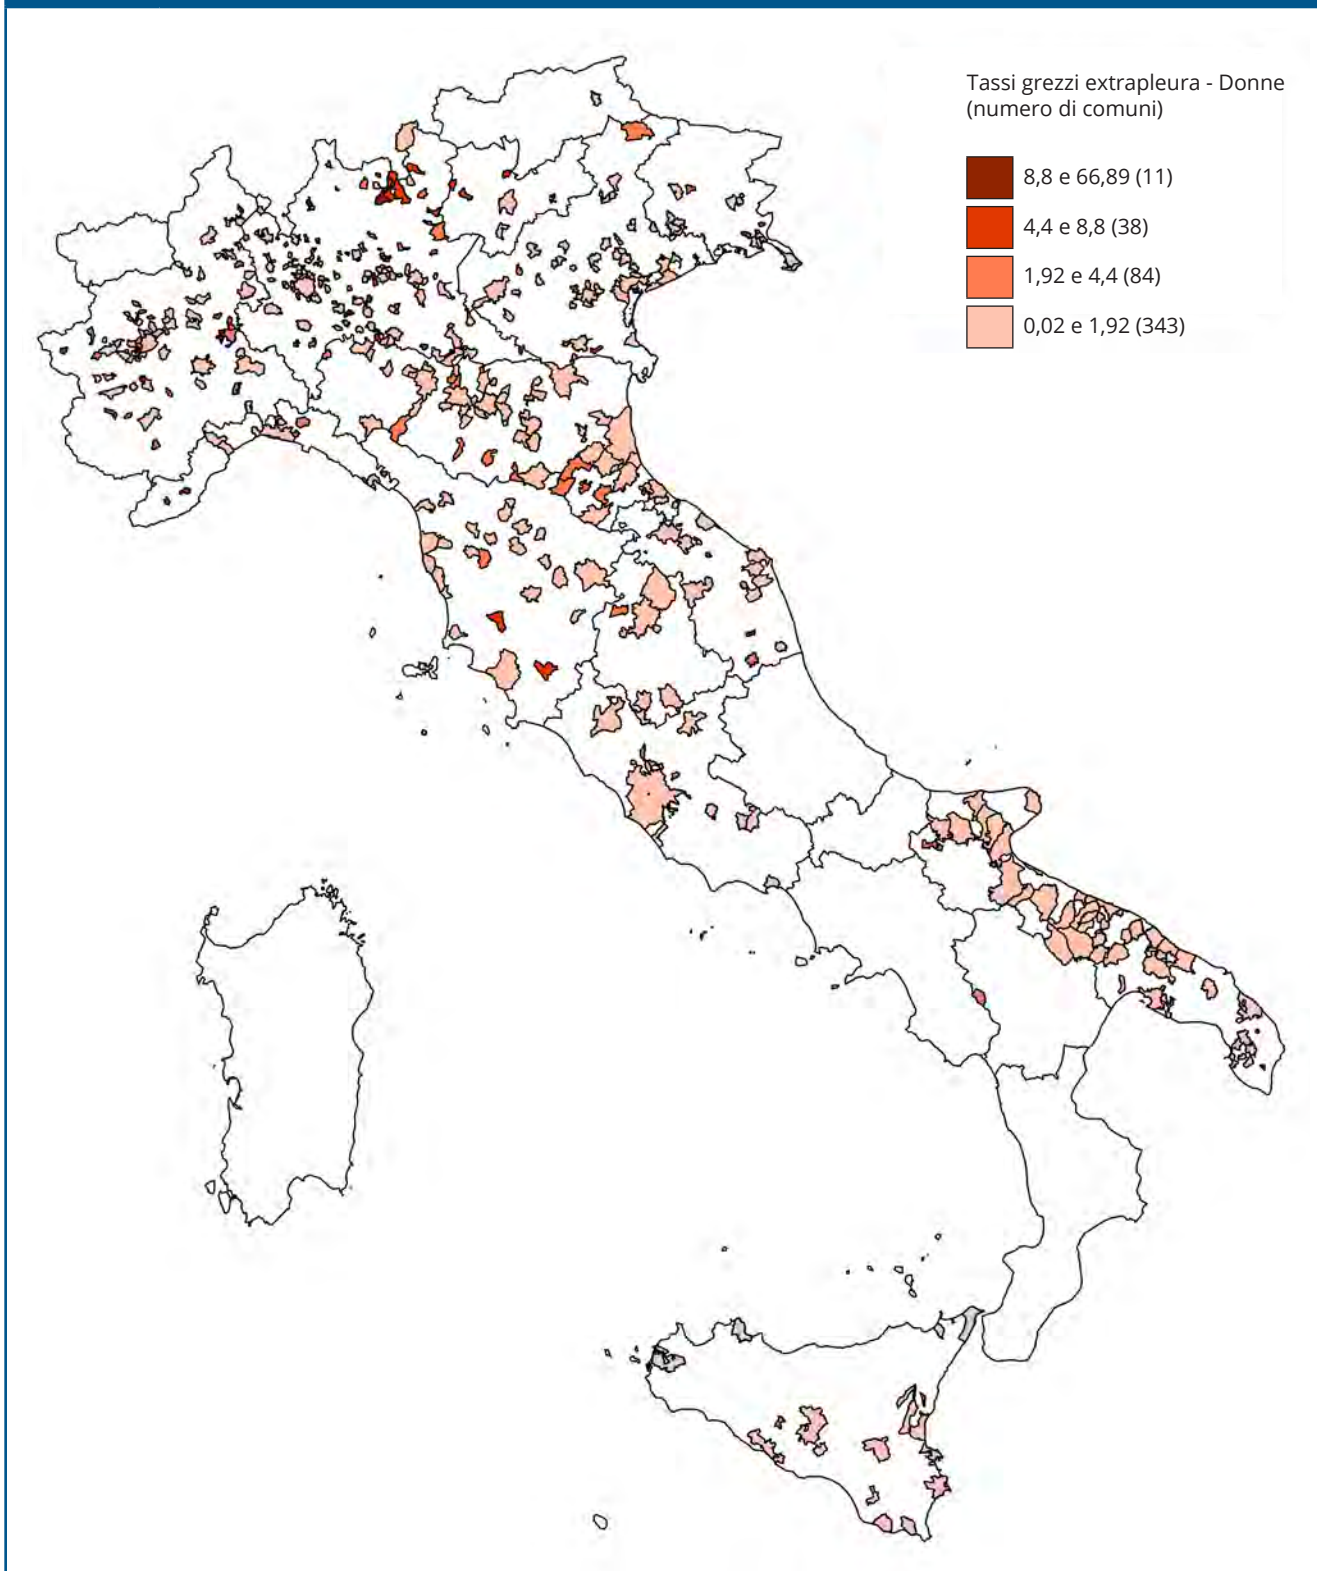 Tassi grezzi extrapleura - Donne
(numero di comuni)
8,8 e 66,89 (11)
4,4 e 8,8 (38)
1,92 e 4,4 (84)
0,02 e 1,92 (343)